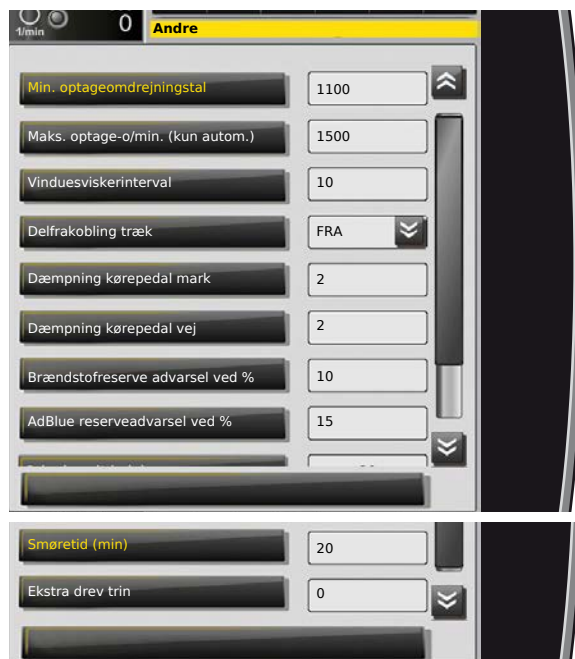 1/min
0
Andre
Min. optageomdrejningstal
1100
Maks. optage-o/min. (kun autom.)
1500
Vinduesviskerinterval
10
Delfrakobling træk
FRA
Dæmpning kørepedal mark
2
Dæmpning kørepedal vej
2
Brændstofreserve advarsel ved %
10
AdBlue reserveadvarsel ved %
15
Smøretid (min)
20
Ekstra drev trin
0